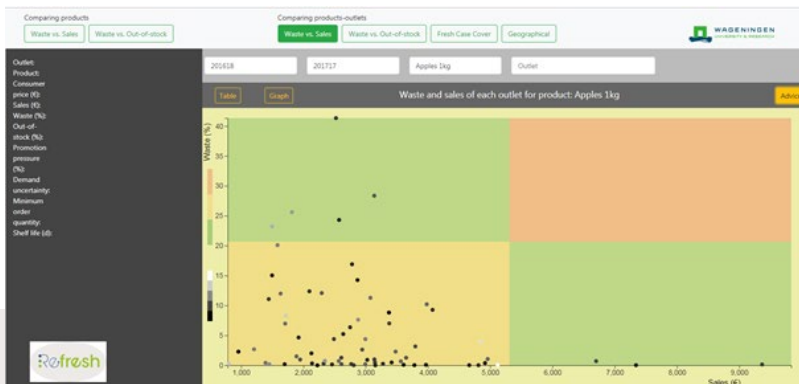 Comparing products
Comparing products-outlets
Waste vs. Sales
Waste vs. Out-of-stock
Waste vs. Sales
Waste vs. Out-of-stock
Fresh Case Cover
Geographical
WAGENINGEN
UNIVERSITY & RESEARCH
Outlet:
Product:
Consumer
price (€):
Sales (€):
Waste (%):
Out-of-
stock (%):
Promotion
pressure
(%):
Demand
uncertainty:
Minimum
order
quantity:
Shelf life (d):
Refresh
201618
201717
Apples 1kg
Outlet
Table
Graph
Waste and sales of each outlet for product: Apples 1kg
Advice
Waste (%)
40
35
30
25
20
15
10
5
0
1,000
2,000
3,000
4,000
5,000
6,000
7,000
8,000
9,000
Sales (€)